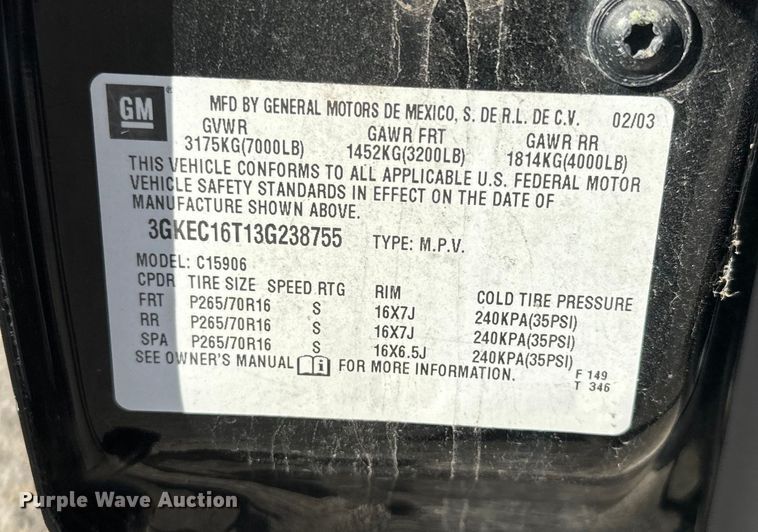 GM ® MFD BY GENERAL MOTORS DE MEXICO, S. DE R.L. DE C.V. 02/03
GVWR GAWR FRT GAWR RR
3175KG(7000LB) 1452KG(3200LB) 1814KG(4000LB)
THIS VEHICLE CONFORMS TO ALL APPLICABLE U.S. FEDERAL MOTOR
VEHICLE SAFETY STANDARDS IN EFFECT ON THE DATE OF
MANUFACTURE SHOWN ABOVE.
3GKEC16T13G238755 TYPE: M.P.V.
MODEL: C15906
CPDR TIRE SIZE SPEED RTG RIM COLD TIRE PRESSURE
FRT P265/70R16 S 16X7J 240KPA(35PSI)
RR P265/70R16 S 16X7J 240KPA(35PSI)
SPA P265/70R16 S 16X6.5J 240KPA(35PSI)
SEE OWNER'S MANUAL i FOR MORE INFORMATION.
F 149
T 346
Purple Wave Auction